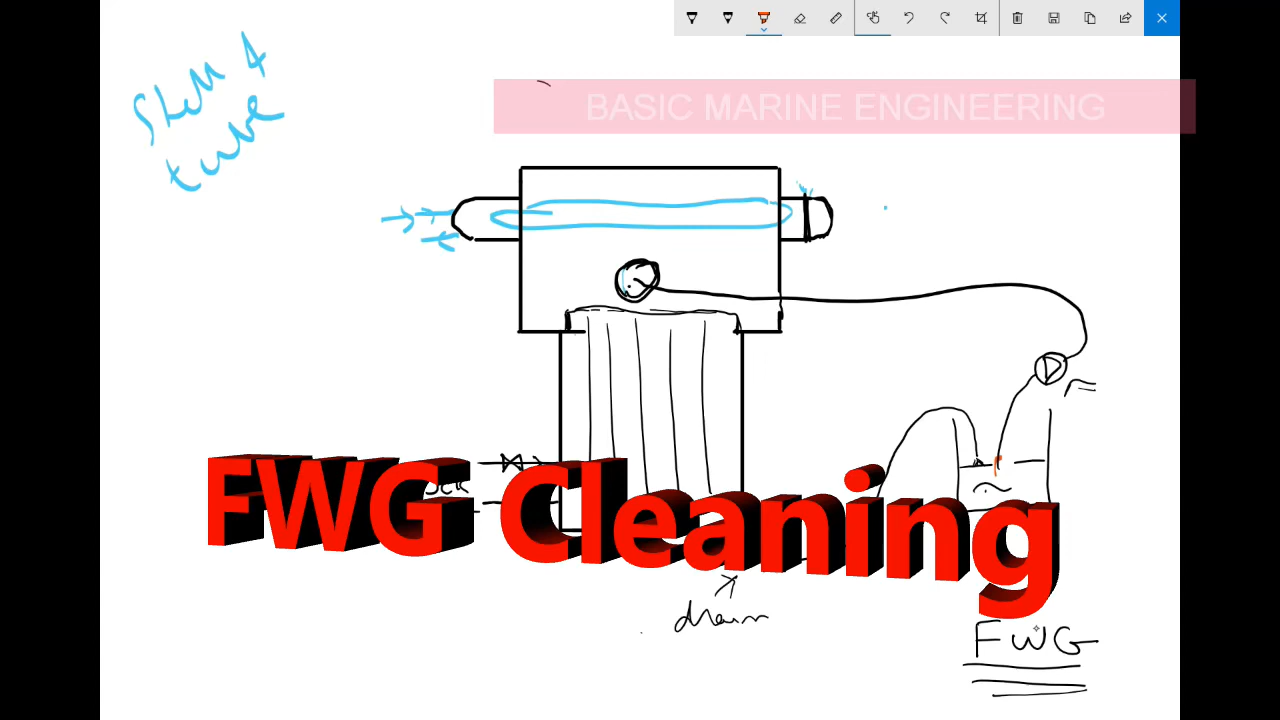 Shell &
tube
BASIC MARINE ENGINEERING
FWG Cleaning
drain
FWG